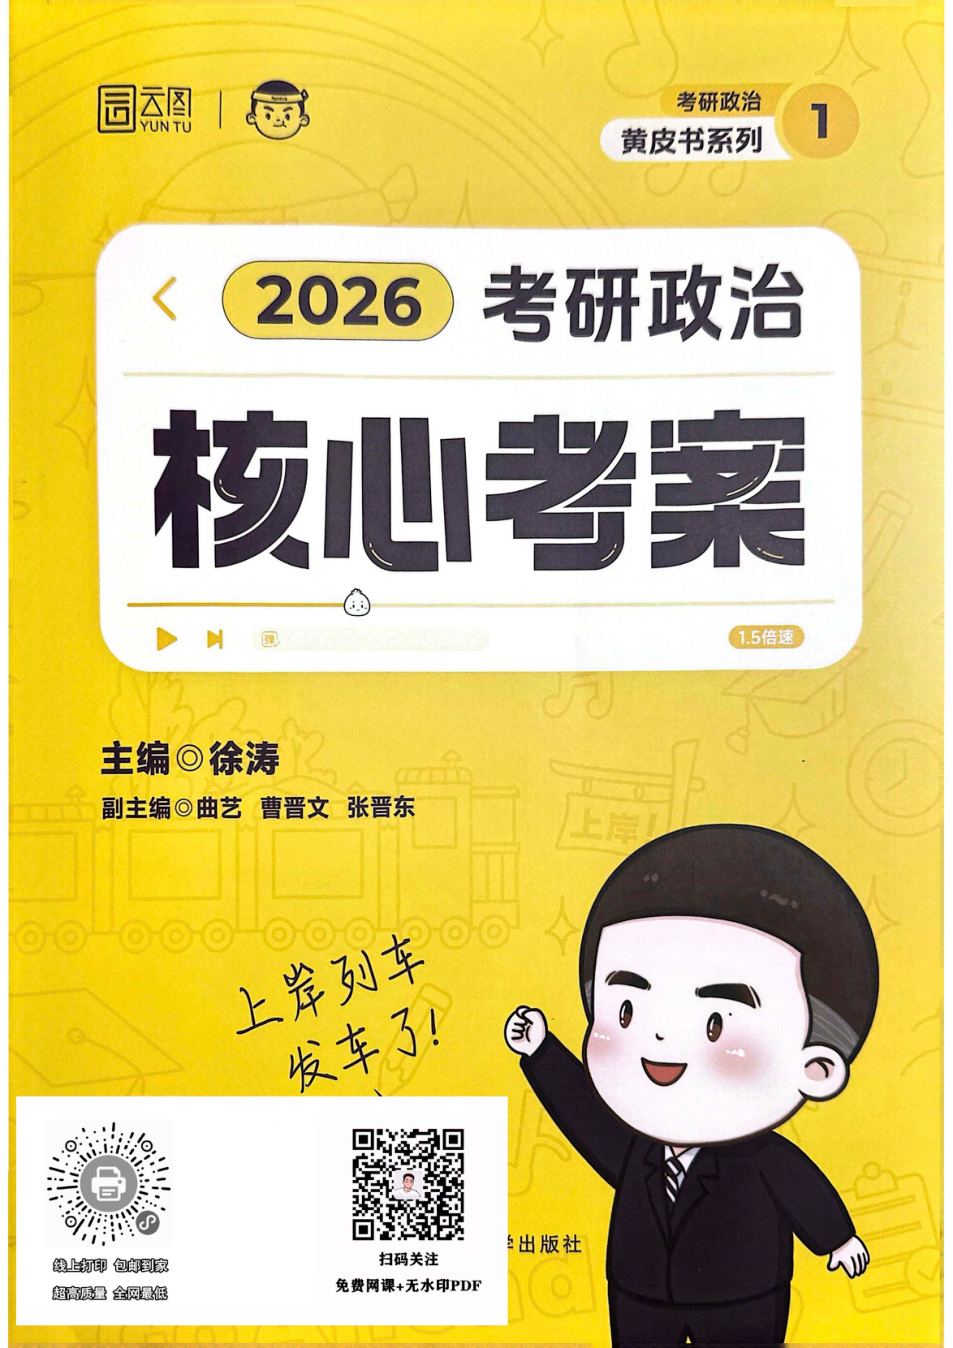 云图
YUN TU
考研政治
黄皮书系列
1
2026 考研政治
核心考案
弹
1.5倍速
主编◎徐涛
副主编◎曲艺 曹晋文 张晋东
上岸!
上岸列车
发车了!
学出版社
线上打印 包邮到家
超高质量 全网最低
扫码关注
免费网课+无水印PDF